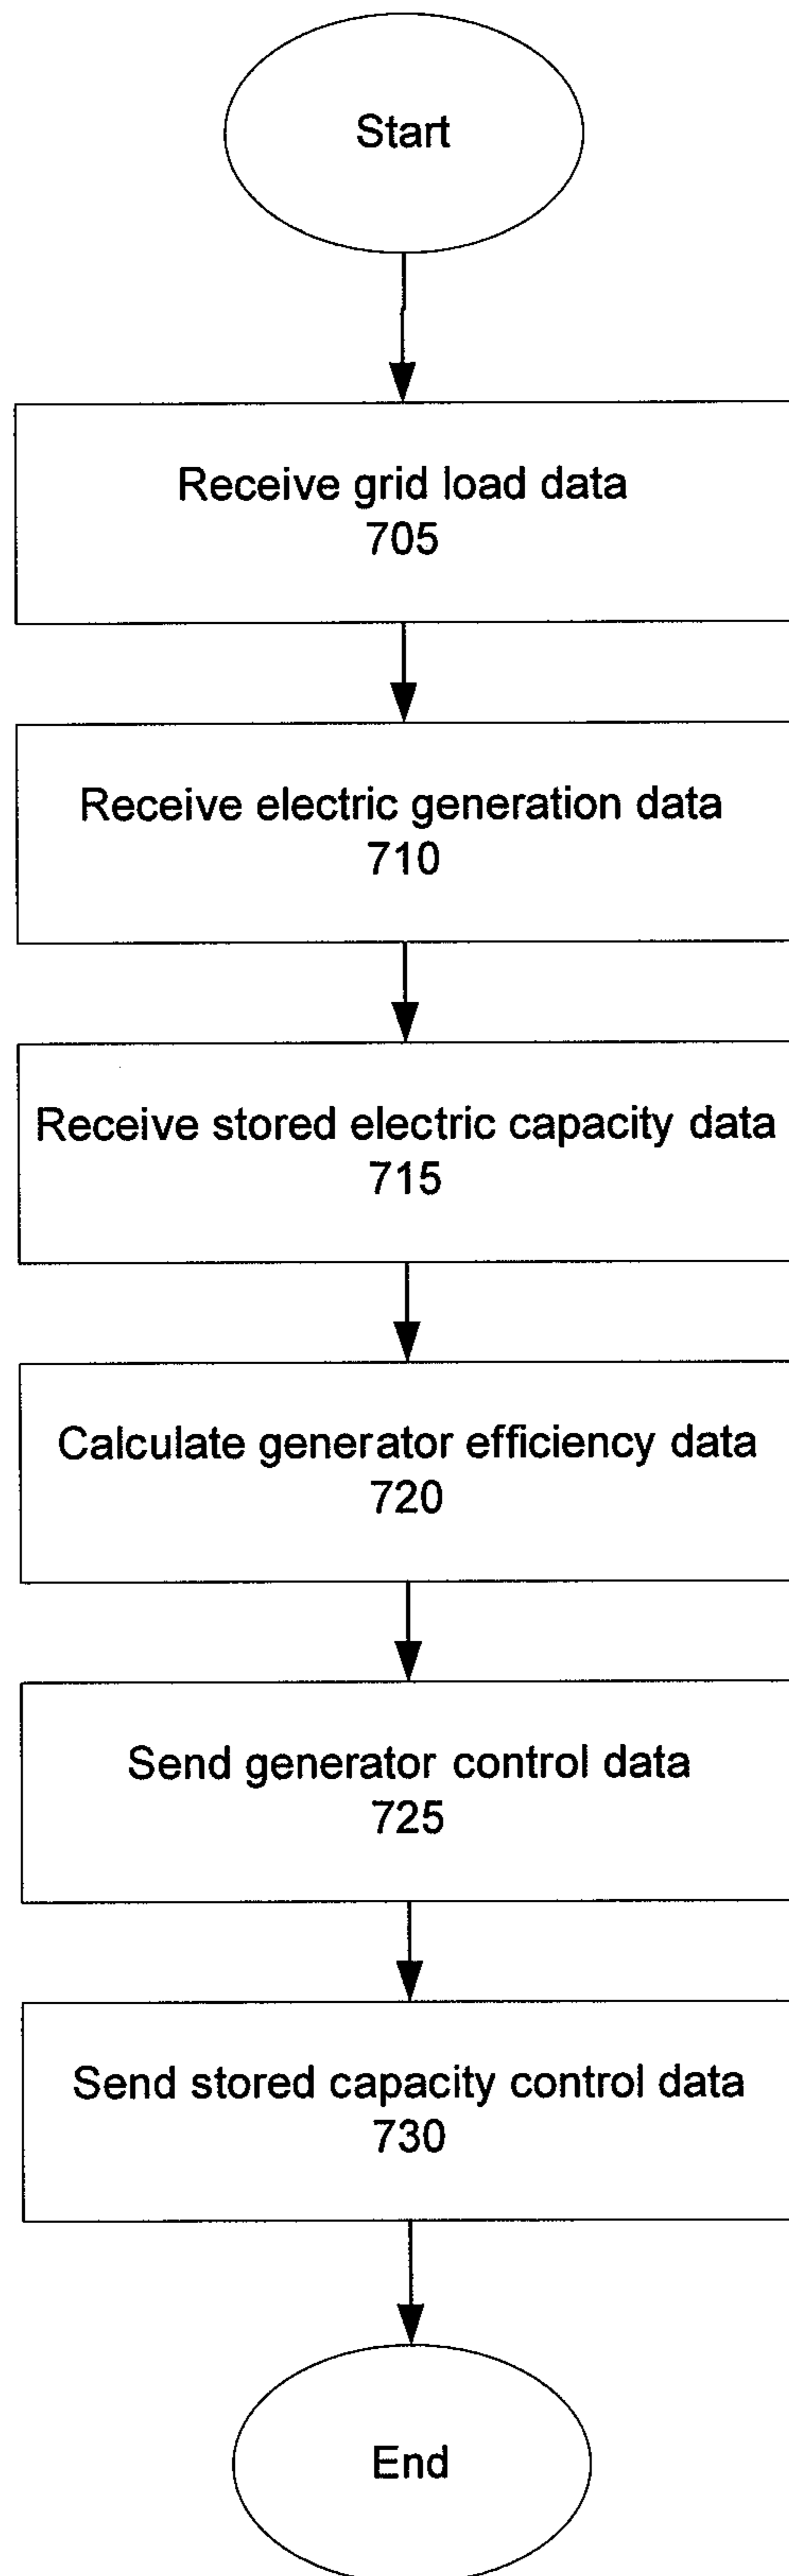 Start
Receive grid load data
705
Receive electric generation data
710
Receive stored electric capacity data
715
Calculate generator efficiency data
720
Send generator control data
725
Send stored capacity control data
730
End